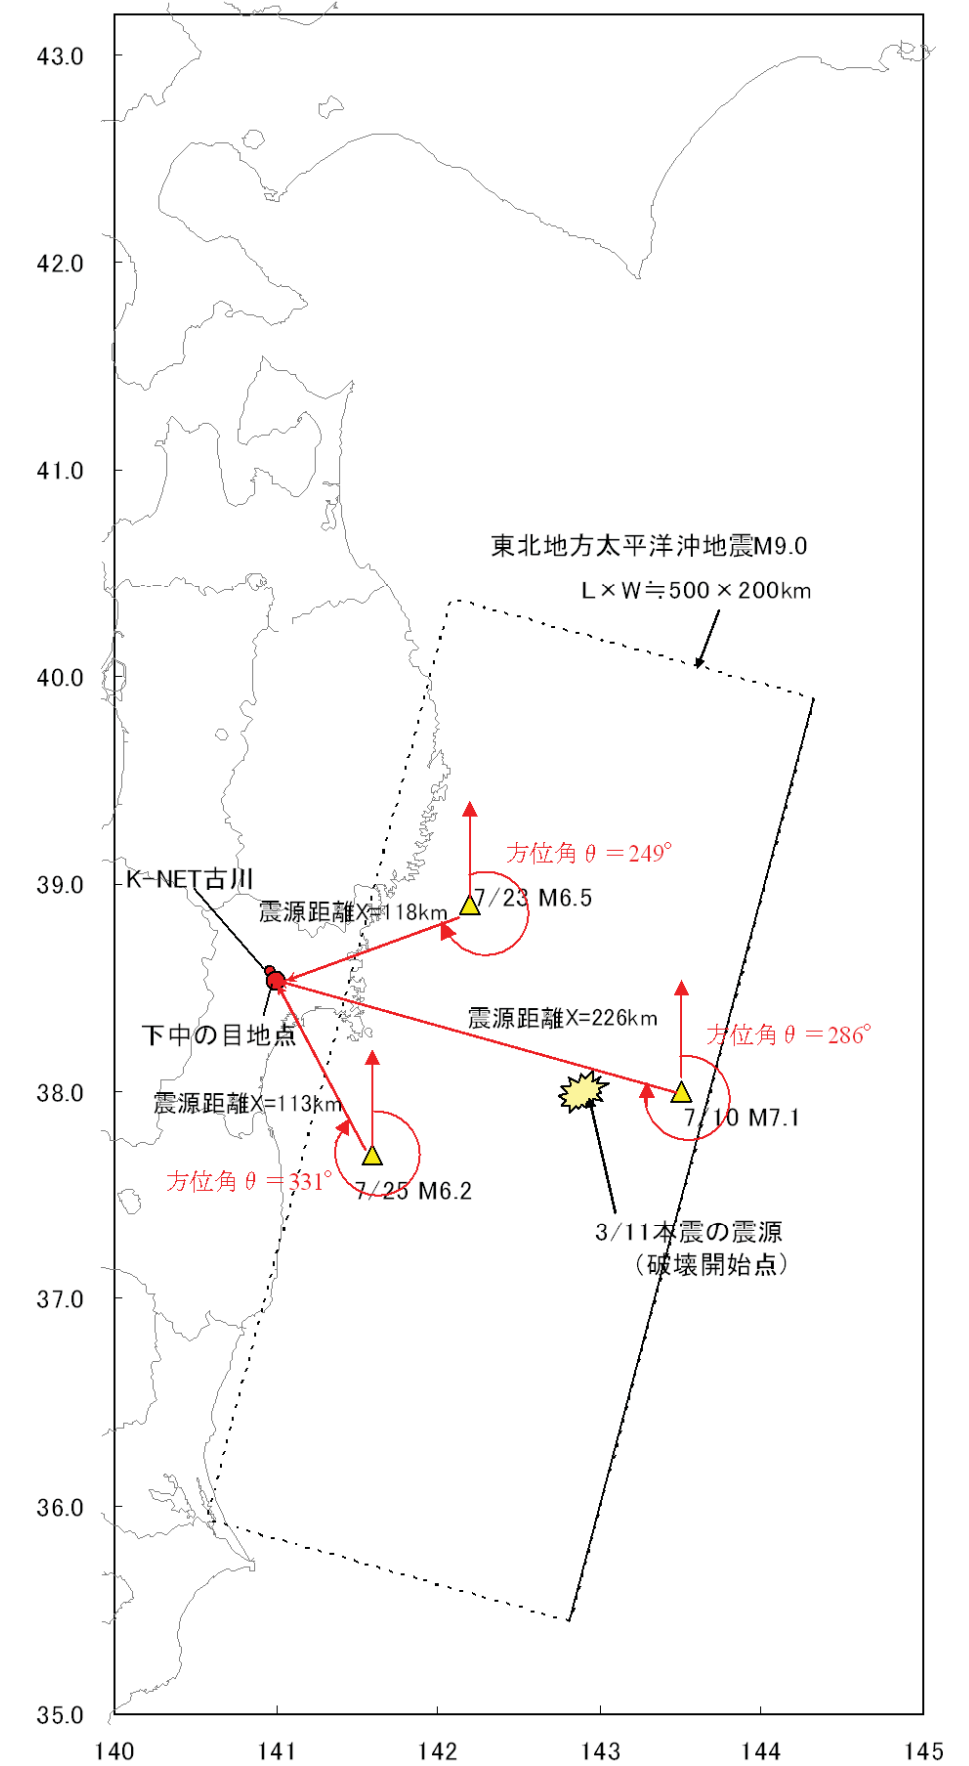 43.0
42.0
41.0
東北地方太平洋沖地震M9.0
L×W≒500×200km
40.0
方位角θ＝249°
39.0
K-NET古川
7/23 M6.5
震源距離X=118km
震源距離X=226km
方位角θ＝286°
下中の目地点
38.0
震源距離X=113km
7/10 M7.1
方位角θ＝331°
7/25 M6.2
3/11本震の震源
（破壊開始点）
37.0
36.0
35.0
140 141 142 143 144 145